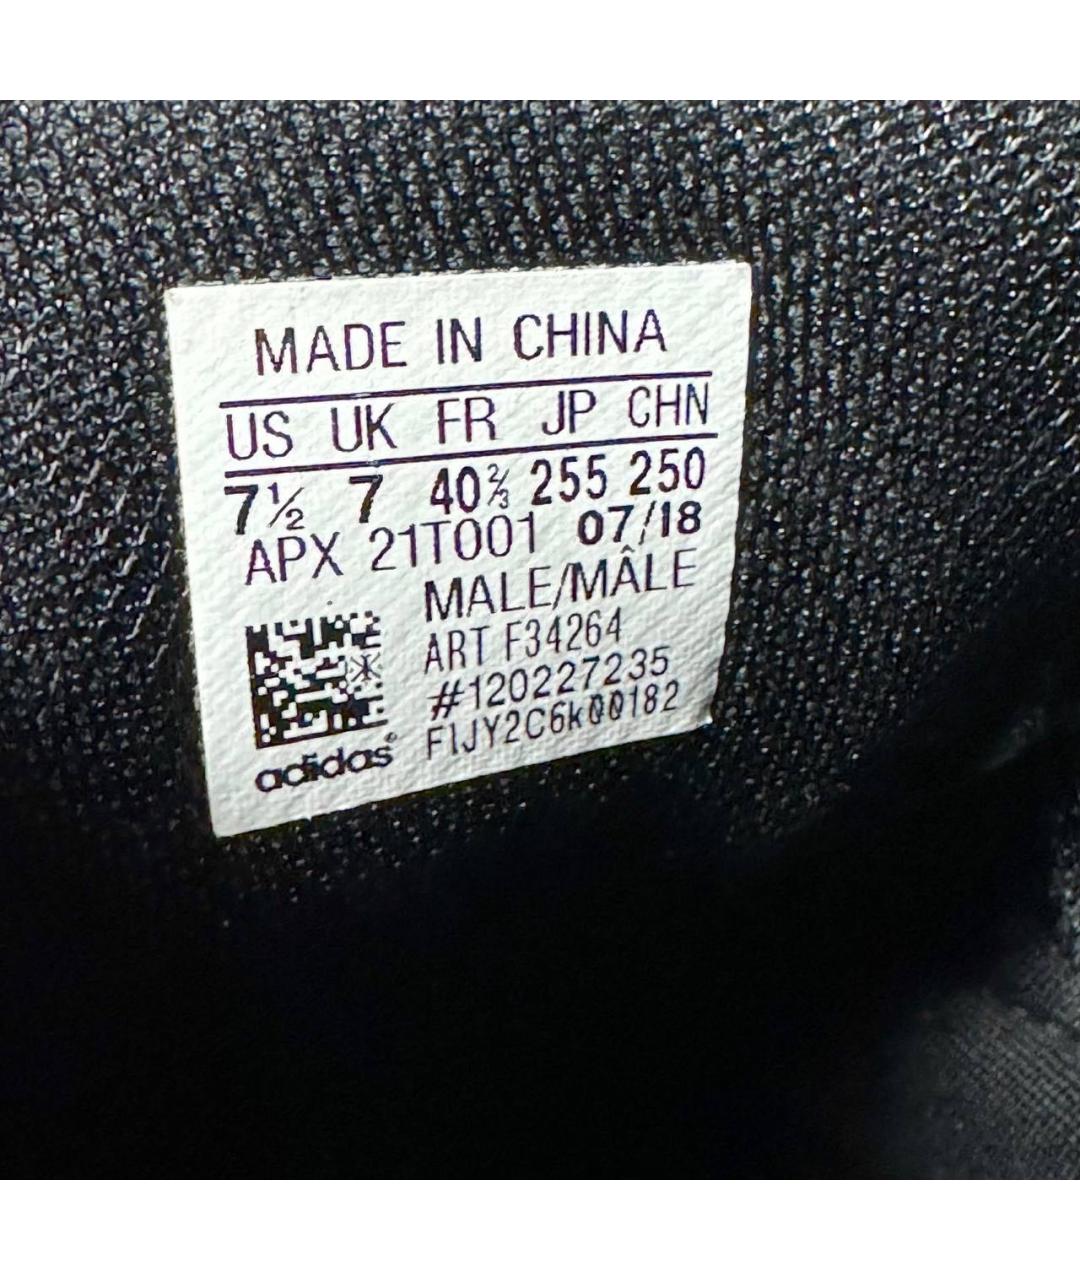 MADE IN CHINA
US UK FR JP CHN
7½ 7 40⅔ 255 250
APX 21T001 07/18
MALE/MÂLE
ART F34264
#120227235
F1JY2C6K00182
adidas®